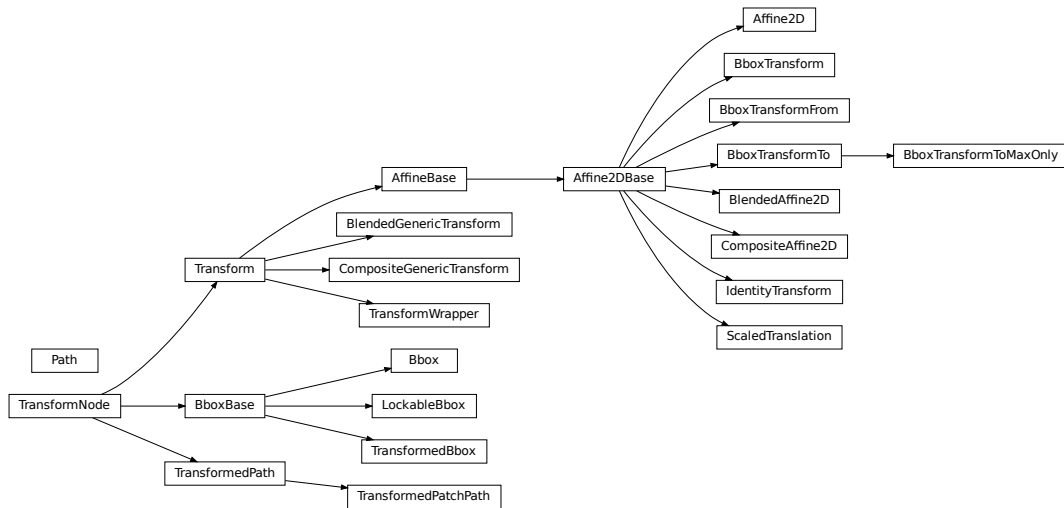 Affine2D
BboxTransform
BboxTransformFrom
BboxTransformTo
BboxTransformToMaxOnly
AffineBase
Affine2DBase
BlendedAffine2D
BlendedGenericTransform
CompositeAffine2D
Transform
CompositeGenericTransform
IdentityTransform
TransformWrapper
ScaledTranslation
Path
Bbox
TransformNode
BboxBase
LockableBbox
TransformedBbox
TransformedPath
TransformedPatchPath